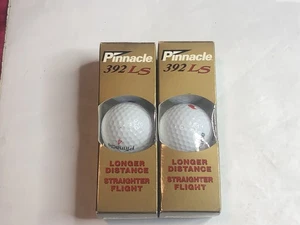 Pinnacle
392 LS
LONGER
DISTANCE
STRAIGHTER
FLIGHT
Pinnacle
392 LS
LONGER
DISTANCE
STRAIGHTER
FLIGHT